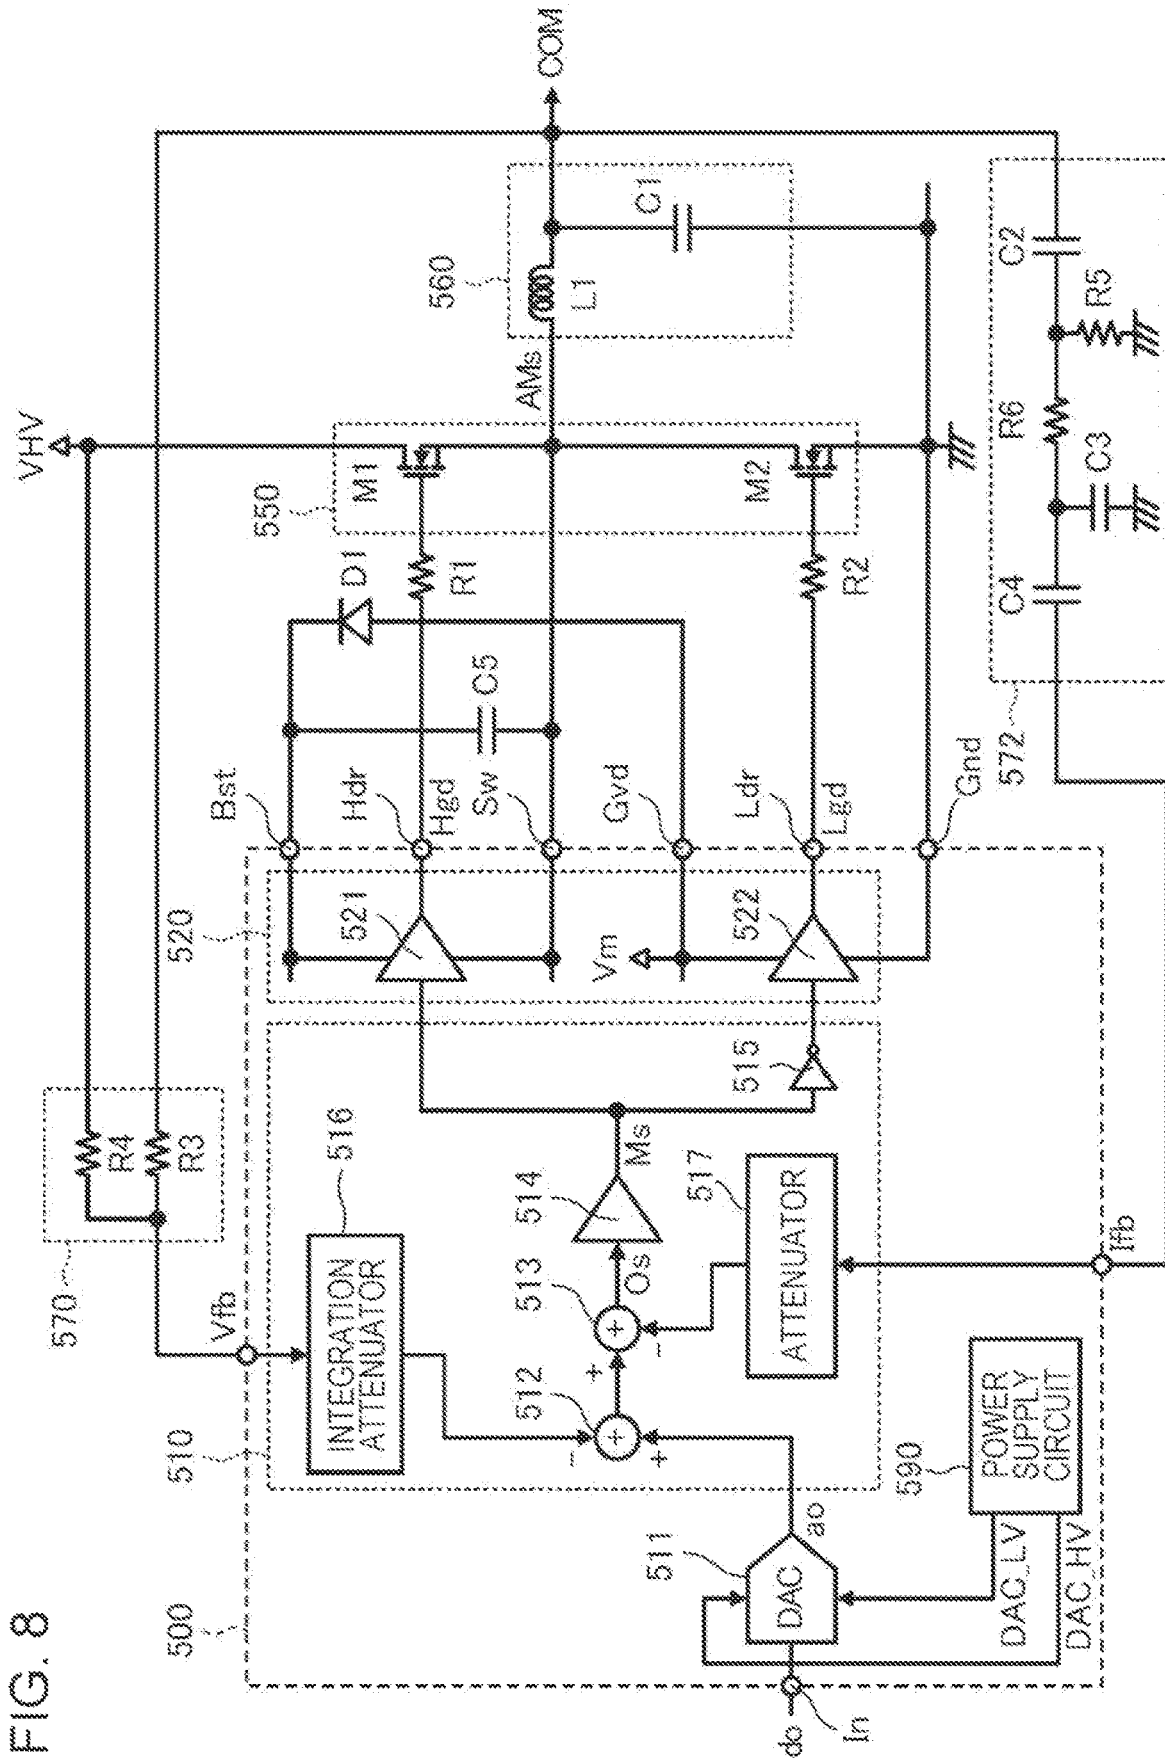 FIG. 8
500
510
570
R4
R3
Vfb
INTEGRATION
ATTENUATOR
516
512
513
514
Os
Ms
-
+
+
+
+
-
517
ATTENUATOR
515
511
DAC
ao
do
In
590
POWER
SUPPLY
CIRCUIT
DAC_LV
DAC_HV
Ifb
520
521
522
Vm
Bst
Hdr
Hgd
Sw
Gvd
Ldr
Lgd
Gnd
C5
D1
R1
R2
550
M1
M2
VHV
AMs
560
L1
C1
COM
572
C4
C3
R6
R5
C2